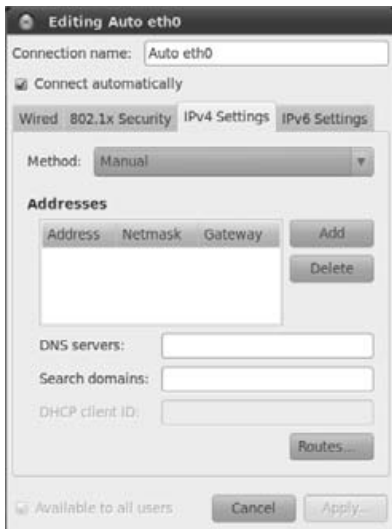 Editing Auto eth0
Connection name: Auto eth0
Connect automatically
Wired 802.1x Security IPv4 Settings IPv6 Settings
Method: Manual
Addresses
Address Netmask Gateway Add
Delete
DNS servers:
Search domains:
DHCP client ID:
Routes...
Available to all users Cancel Apply...